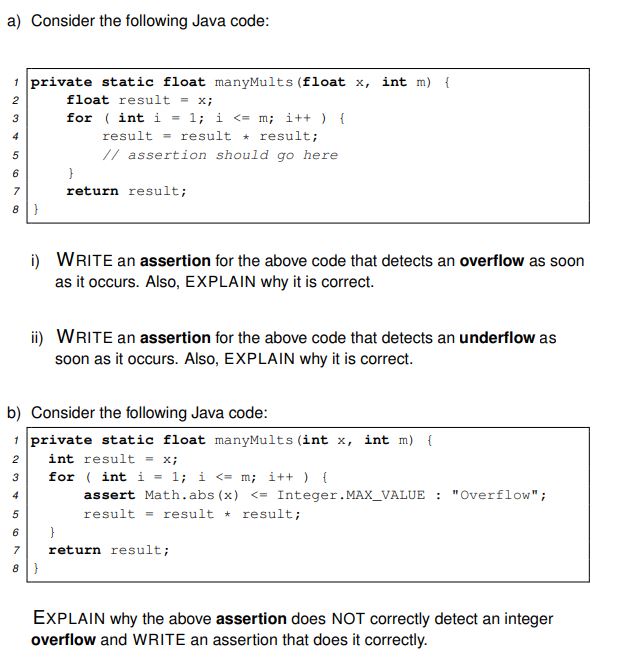 a) Consider the following Java code:
1 private static float manyMults(float x, int m) {
2 float result = x;
3 for ( int i = 1; i <= m; i++ ) {
4 result = result * result;
5 // assertion should go here
6 }
7 return result;
8 }
i) WRITE an assertion for the above code that detects an overflow as soon
as it occurs. Also, EXPLAIN why it is correct.
ii) WRITE an assertion for the above code that detects an underflow as
soon as it occurs. Also, EXPLAIN why it is correct.
b) Consider the following Java code:
1 private static float manyMults(int x, int m) {
2 int result = x;
3 for ( int i = 1; i <= m; i++ ) {
4 assert Math.abs(x) <= Integer.MAX_VALUE : "Overflow";
5 result = result * result;
6 }
7 return result;
8 }
EXPLAIN why the above assertion does NOT correctly detect an integer
overflow and WRITE an assertion that does it correctly.